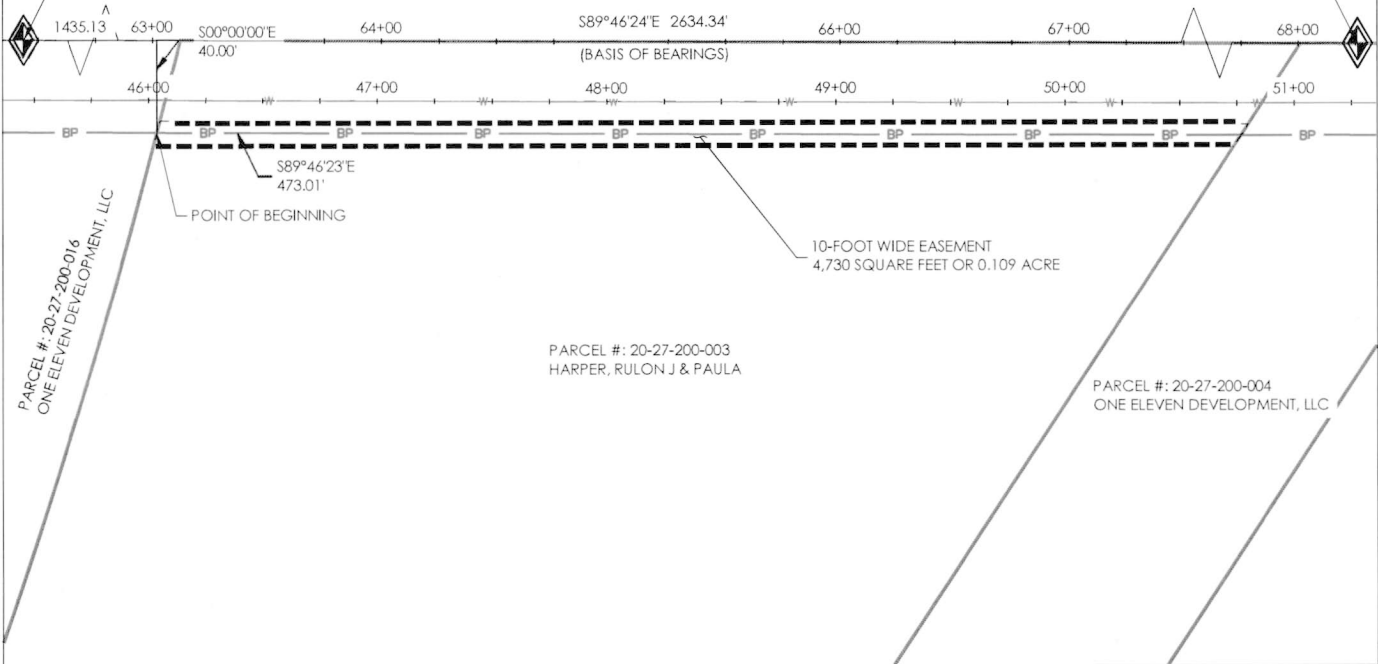 1435.13
63+00
S00°00'00"E
40.00'
64+00
S89°46'24"E 2634.34'
(BASIS OF BEARINGS)
66+00
67+00
68+00
46+00
47+00
48+00
49+00
50+00
51+00
W W W W W W W
BP BP BP BP BP BP BP BP BP BP
S89°46'23"E
473.01'
POINT OF BEGINNING
10-FOOT WIDE EASEMENT
4,730 SQUARE FEET OR 0.109 ACRE
PARCEL #: 20-27-200-016
ONE ELEVEN DEVELOPMENT, LLC
PARCEL #: 20-27-200-003
HARPER, RULON J & PAULA
PARCEL #: 20-27-200-004
ONE ELEVEN DEVELOPMENT, LLC